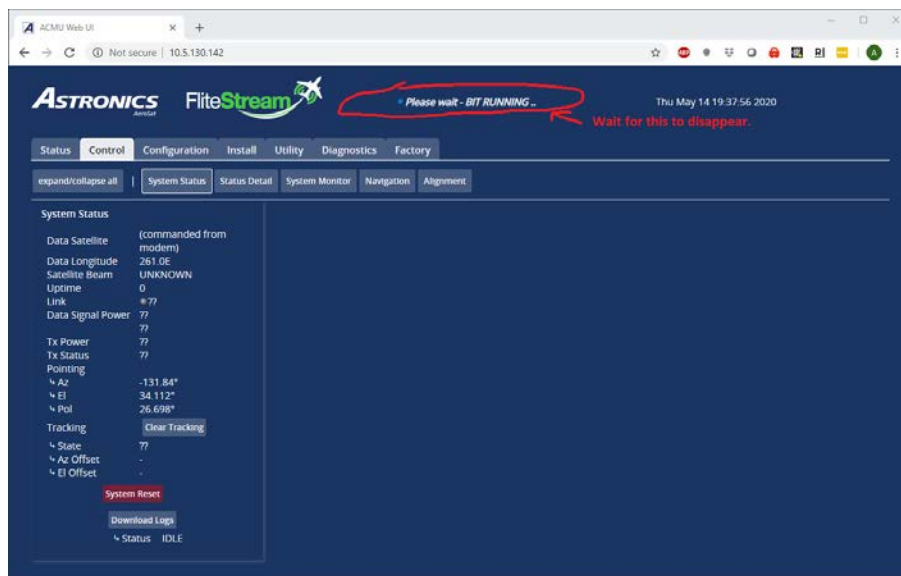 ACMU Web UI
Not secure | 10.5.130.142
ASTRONICS
AeroSat
FliteStream
Please wait - BIT RUNNING ..
Thu May 14 19:37:56 2020
Wait for this to disappear.
Status Control Configuration Install Utility Diagnostics Factory
expand/collapse all | System Status Status Detail System Monitor Navigation Alignment
System Status
Data Satellite (commanded from
modem)
Data Longitude 261.0E
Satellite Beam UNKNOWN
Uptime 0
Link ??
Data Signal Power ??
??
Tx Power ??
Tx Status ??
Pointing
↳ Az -131.84°
↳ El 34.112°
↳ Pol 26.698°
Tracking Clear Tracking
↳ State ??
↳ Az Offset -
↳ El Offset -
System Reset
Download Logs
↳ Status IDLE